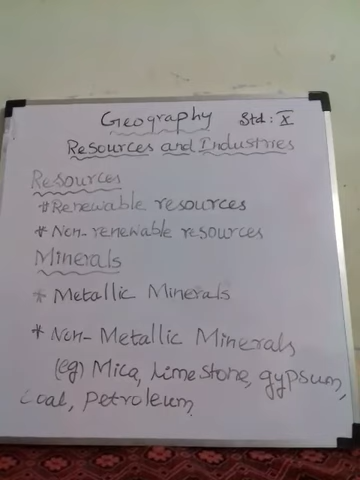 Geography Std: X
Resources and Industries
Resources
* Renewable resources
* Non-renewable resources
Minerals
* Metallic Minerals
* Non-Metallic Minerals
(eg) Mica, Limestone, gypsum,
Coal, Petroleum.